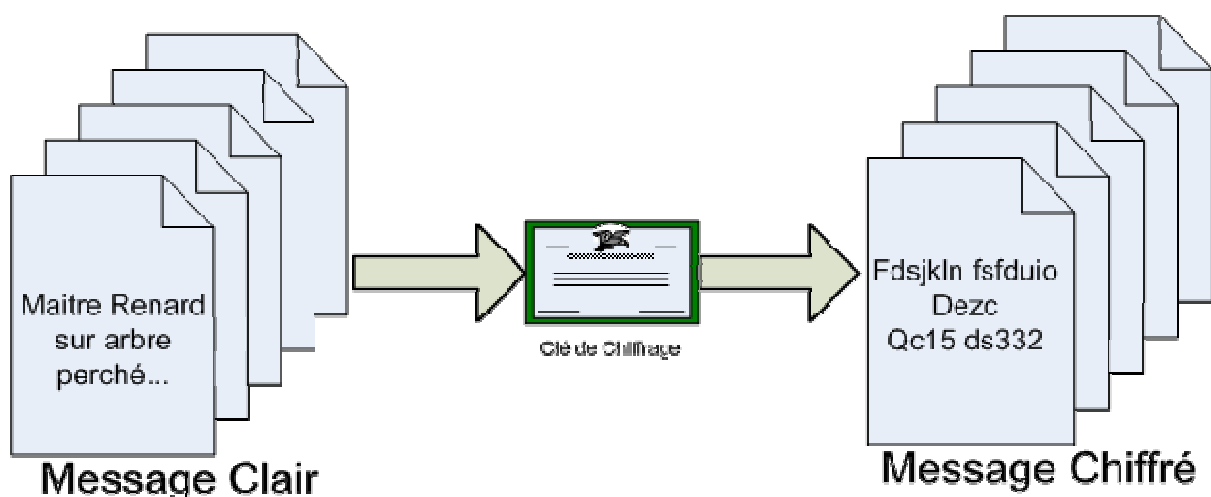 Maitre Renard
sur arbre
perché...
Message Clair
Clé de Chiffrage
Fdsjkln fsfduio
Dezc
Qc15 ds332
Message Chiffré